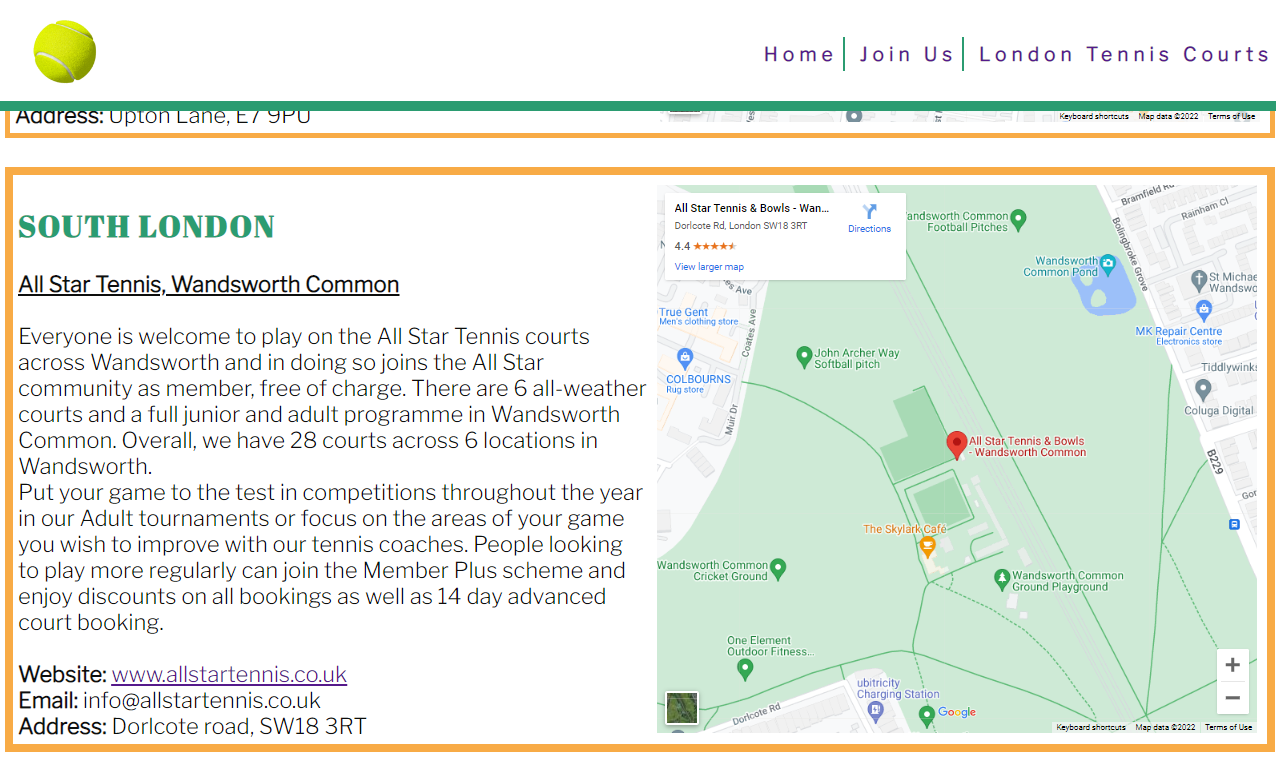 Home
Join Us
London Tennis Courts
Address: Upton Lane, E7 9PU
Keyboard shortcuts Map data ©2022 Terms of Use
SOUTH LONDON
All Star Tennis, Wandsworth Common
Everyone is welcome to play on the All Star Tennis courts
across Wandsworth and in doing so joins the All Star
community as member, free of charge. There are 6 all-weather
courts and a full junior and adult programme in Wandsworth
Common. Overall, we have 28 courts across 6 locations in
Wandsworth.
Put your game to the test in competitions throughout the year
in our Adult tournaments or focus on the areas of your game
you wish to improve with our tennis coaches. People looking
to play more regularly can join the Member Plus scheme and
enjoy discounts on all bookings as well as 14 day advanced
court booking.
Website: www.allstartennis.co.uk
Email: info@allstartennis.co.uk
Address: Dorlcote road, SW18 3RT
All Star Tennis & Bowls - Wan...
Dorlcote Rd, London SW18 3RT
4.4
View larger map
Directions
andsworth Common
Football Pitches
Bramfield Rd
Rainham Cl
Bolingbroke Grove
Wandsworth
Common Pond
St Michae
Wandswo
es Ave
Coates Ave
True Gent
Men's clothing store
MK Repair Centre
Electronics store
John Archer Way
Softball pitch
COLBOURNS
Rug store
Tiddlywinks
Coluga Digital
Muir Dr
All Star Tennis & Bowls
- Wandsworth Common
B229
Gor
The Skylark Café
Wandsworth Common
Cricket Ground
Wandsworth Common
Ground Playground
One Element
Outdoor Fitness...
ubitricity
Charging Station
Dorlcote Rd
Google
Keyboard shortcuts Map data ©2022 Terms of Use